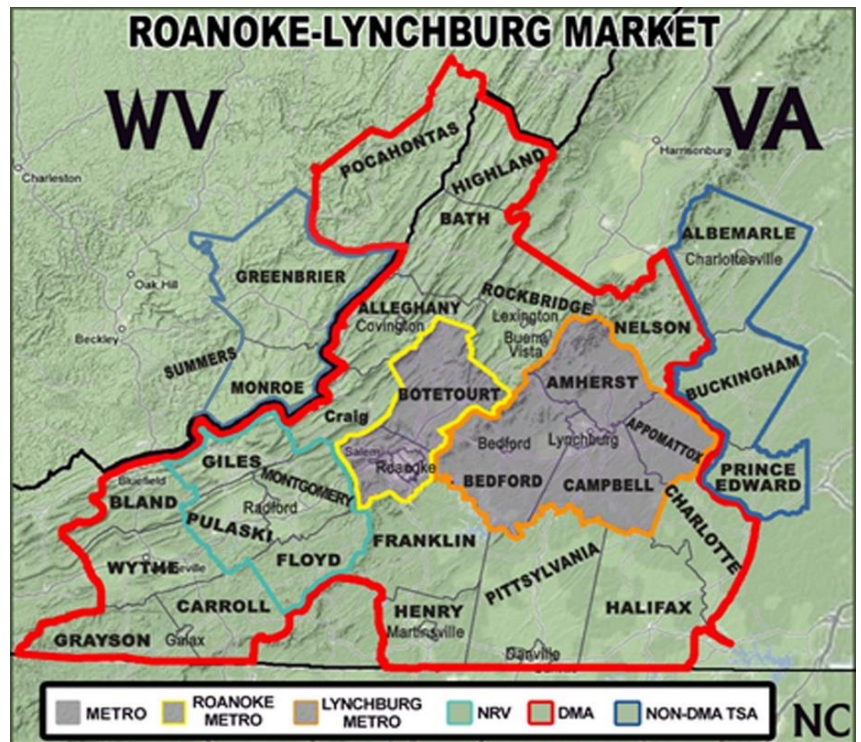 ROANOKE-LYNCHBURG MARKET
WV
VA
POCAHONTAS
HIGHLAND
Harrisonburg
Charleston
BATH
ALBEMARLE
Charlottesville
GREENBRIER
Oak Hill
ALLEGHANY
Covington
ROCKBRIDGE
Lexington
Buena
Vista
NELSON
Beckley
SUMMERS
MONROE
BOTETOURT
AMHERST
BUCKINGHAM
Craig
APPOMATTOX
Salem
Roanoke
Bedford
Lynchburg
GILES
MONTGOMERY
BEDFORD
CAMPBELL
PRINCE
EDWARD
Bluefield
BLAND
Radford
PULASKI
CHARLOTTE
FLOYD
FRANKLIN
WYTHE
PITTSYLVANIA
CARROLL
HENRY
Martinsville
HALIFAX
GRAYSON
Galax
Danville
METRO
ROANOKE
METRO
LYNCHBURG
METRO
NRV
DMA
NON-DMA TSA
NC